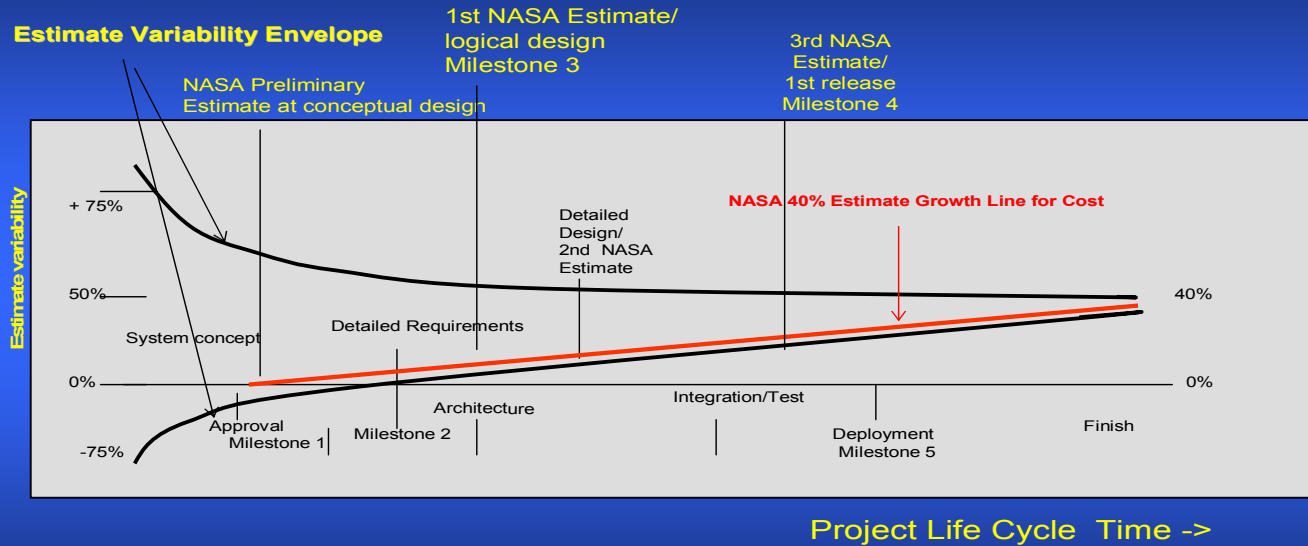 Estimate Variability Envelope
1st NASA Estimate/
logical design
Milestone 3
3rd NASA
Estimate/
1st release
Milestone 4
NASA Preliminary
Estimate at conceptual design
Estimate variability
+ 75%
50%
0%
-75%
System concept
Detailed Requirements
Detailed
Design/
2nd NASA
Estimate
NASA 40% Estimate Growth Line for Cost
40%
0%
Approval
Milestone 1
Milestone 2
Architecture
Integration/Test
Deployment
Milestone 5
Finish
Project Life Cycle Time ->